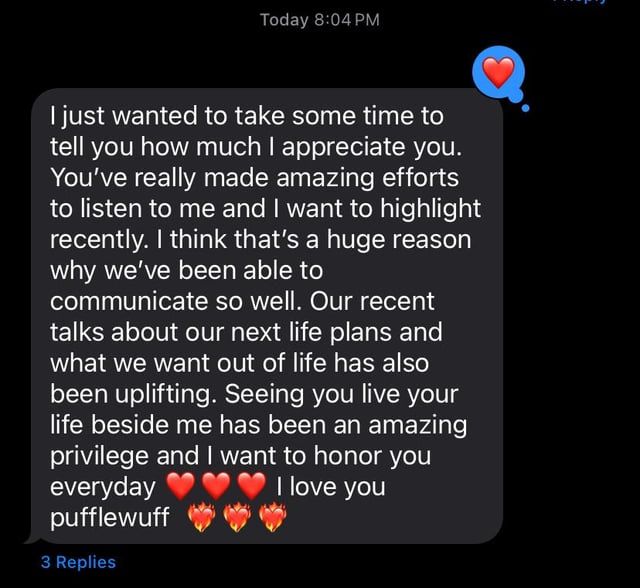 Today 8:04 PM
I just wanted to take some time to
tell you how much I appreciate you.
You’ve really made amazing efforts
to listen to me and I want to highlight
recently. I think that’s a huge reason
why we’ve been able to
communicate so well. Our recent
talks about our next life plans and
what we want out of life has also
been uplifting. Seeing you live your
life beside me has been an amazing
privilege and I want to honor you
everyday ❤️❤️❤️ I love you
pufflewuff ❤️‍🔥❤️‍🔥❤️‍🔥
3 Replies